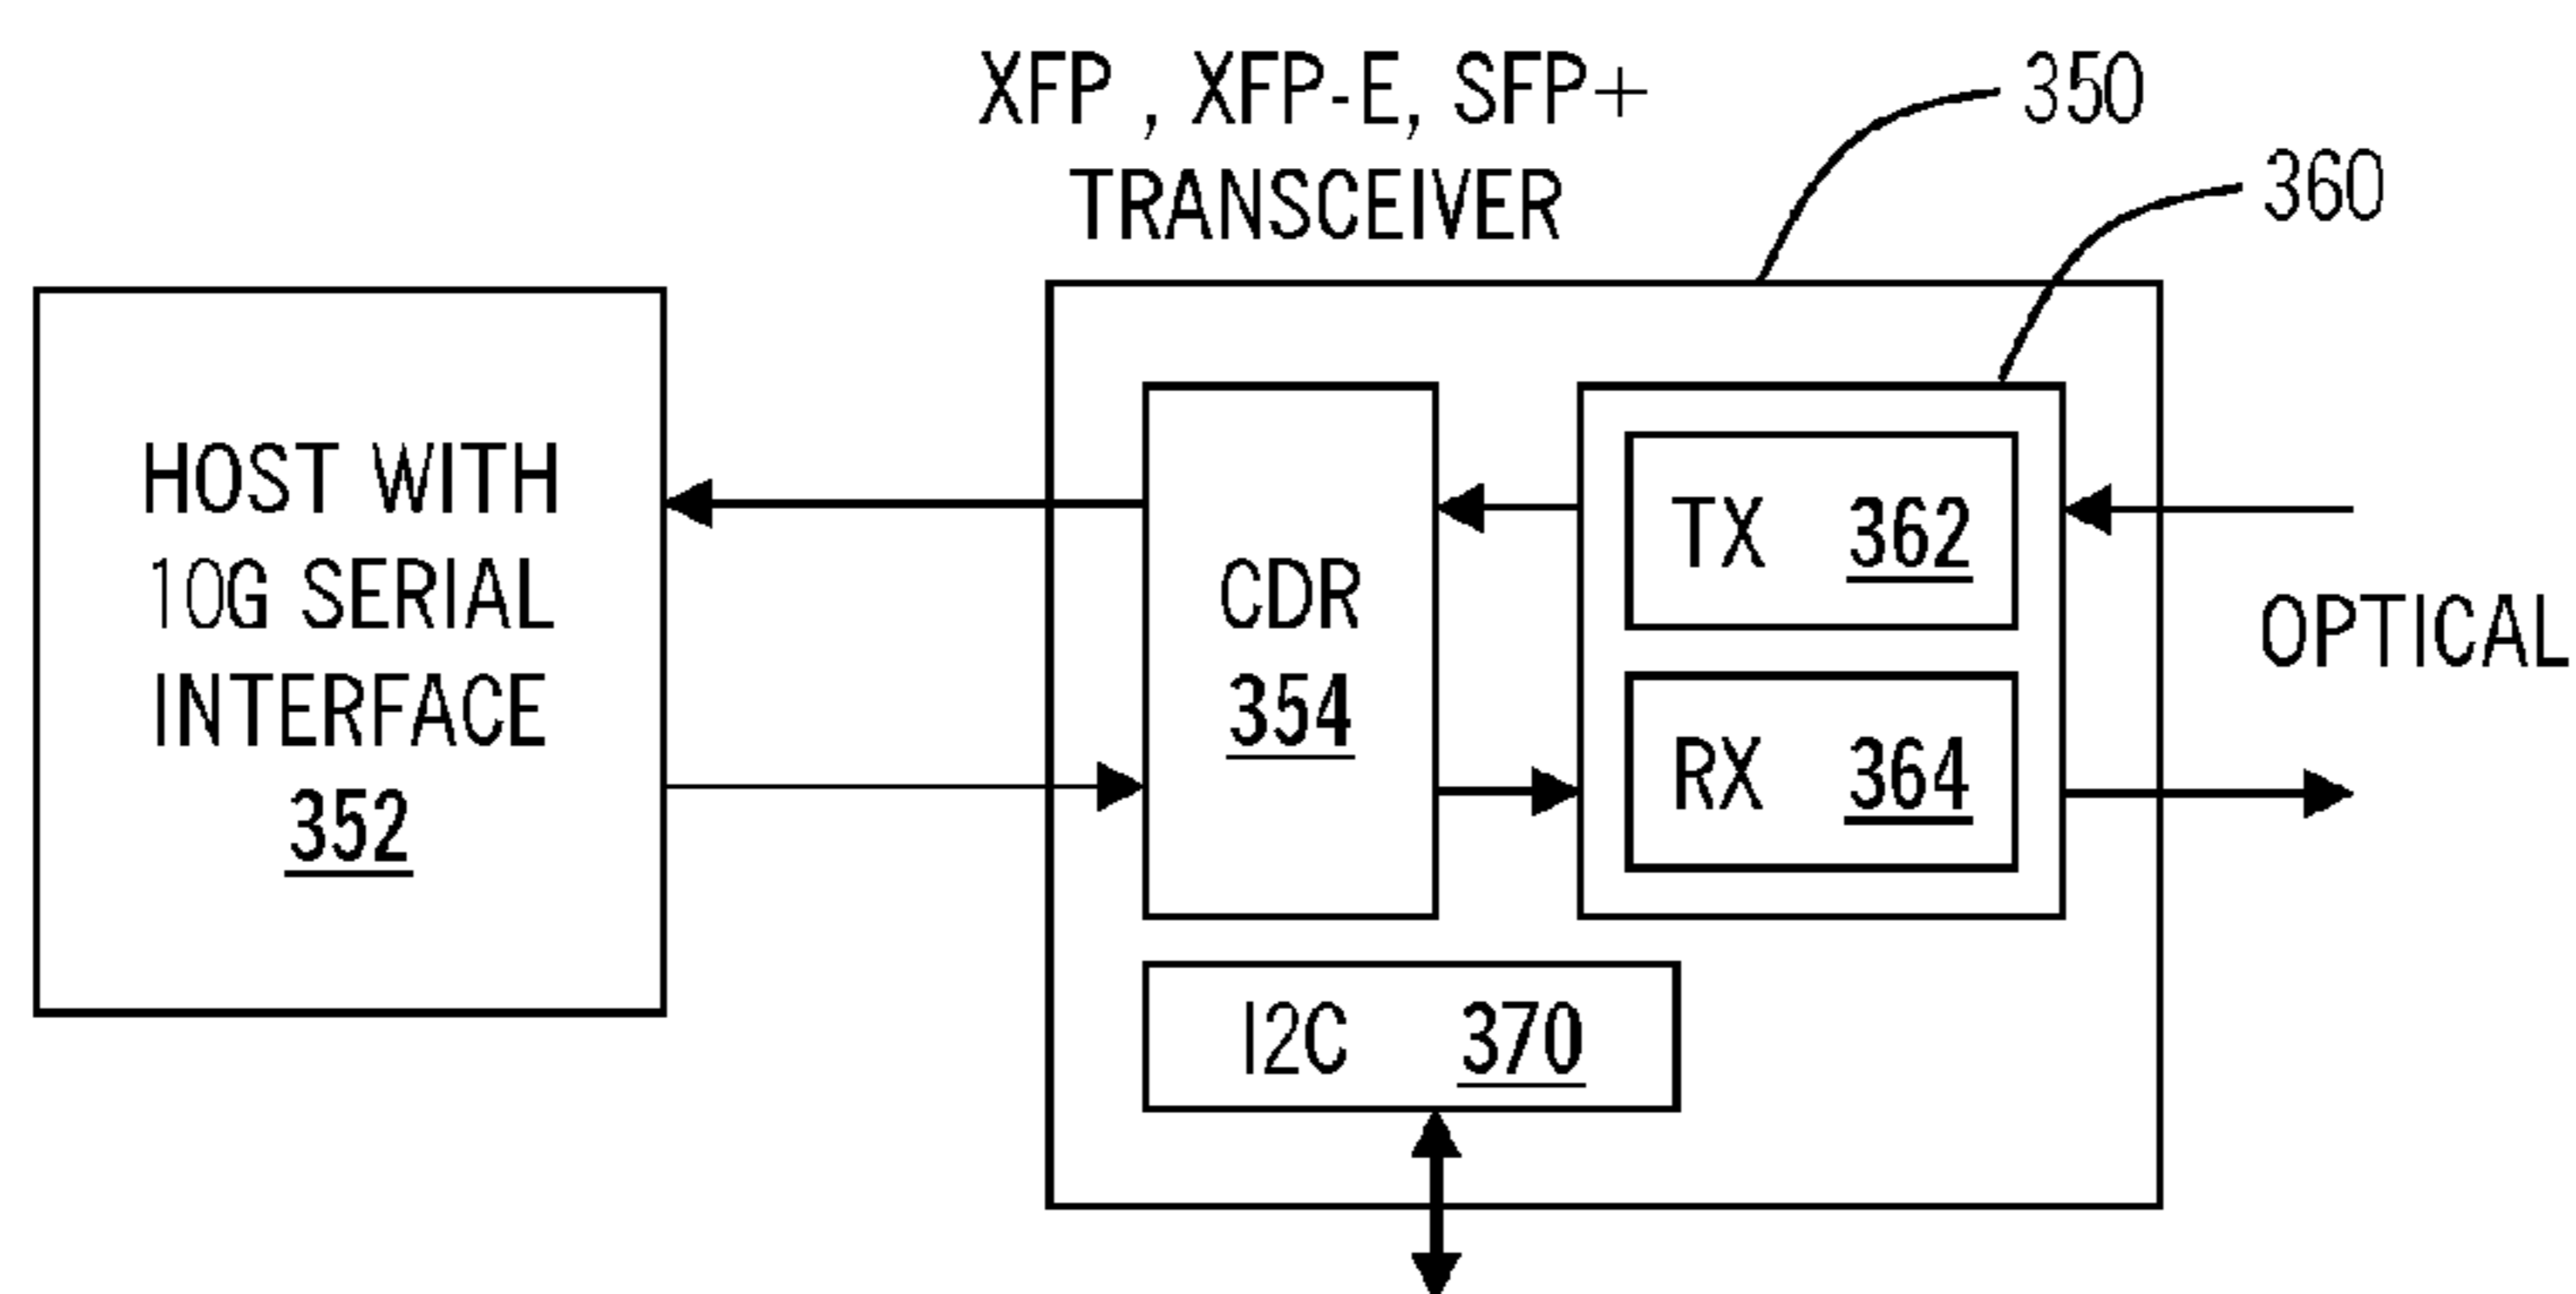 XFP , XFP-E, SFP+
TRANSCEIVER
350
360
HOST WITH
10G SERIAL
INTERFACE
352
CDR
354
TX 362
RX 364
OPTICAL
I2C 370